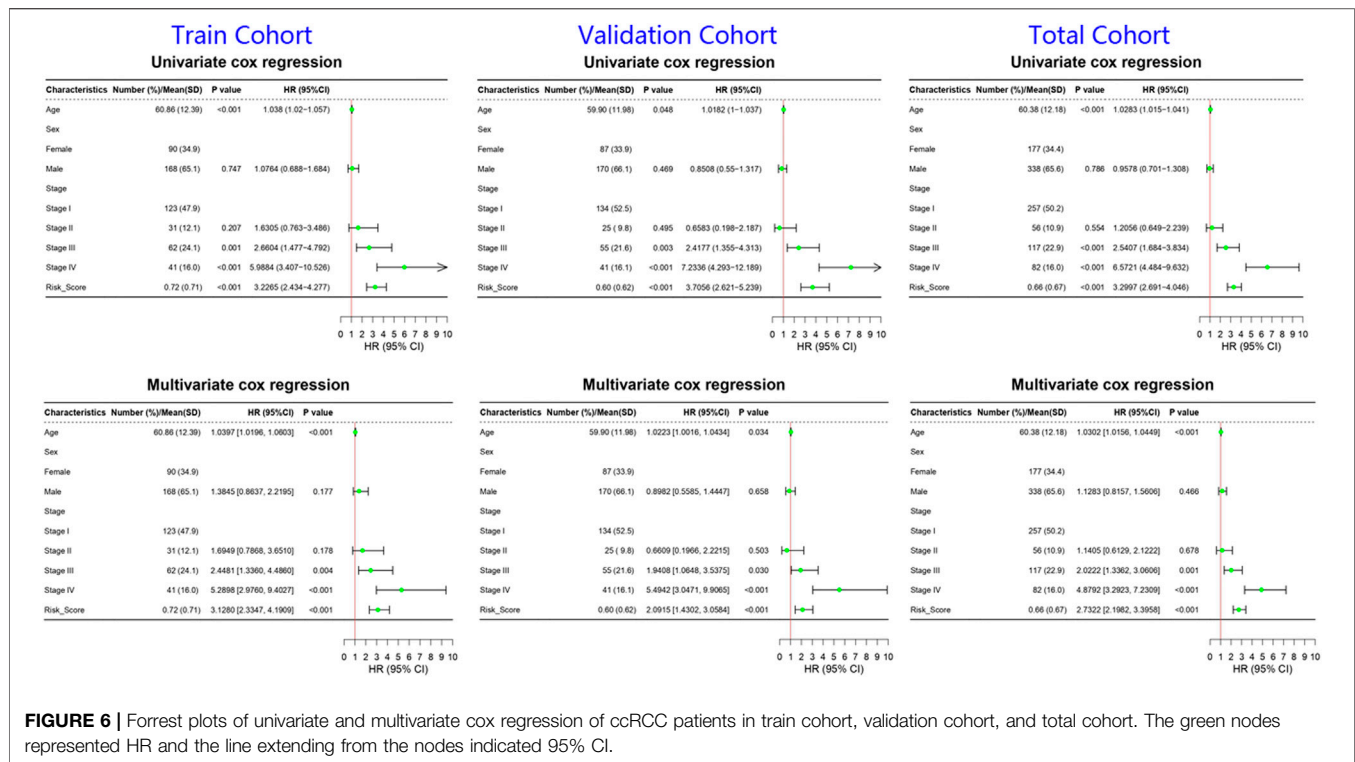 Train Cohort
Univariate cox regression
Characteristics Number (%)/Mean(SD) P value HR (95%CI)
Age 60.86 (12.39) <0.001 1.038 (1.02−1.057)
Sex
Female 90 (34.9)
Male 168 (65.1) 0.747 1.0764 (0.688−1.684)
Stage
Stage I 123 (47.9)
Stage II 31 (12.1) 0.207 1.6305 (0.763−3.486)
Stage III 62 (24.1) 0.001 2.6604 (1.477−4.792)
Stage IV 41 (16.0) <0.001 5.9884 (3.407−10.526)
Risk_Score 0.72 (0.71) <0.001 3.2265 (2.434−4.277)
0 1 2 3 4 5 6 7 8 9 10
HR (95% CI)
Validation Cohort
Univariate cox regression
Characteristics Number (%)/Mean(SD) P value HR (95%CI)
Age 59.90 (11.98) 0.048 1.0182 (1−1.037)
Sex
Female 87 (33.9)
Male 170 (66.1) 0.469 0.8508 (0.55−1.317)
Stage
Stage I 134 (52.5)
Stage II 25 ( 9.8) 0.495 0.6583 (0.198−2.187)
Stage III 55 (21.6) 0.003 2.4177 (1.355−4.313)
Stage IV 41 (16.1) <0.001 7.2336 (4.293−12.189)
Risk_Score 0.60 (0.62) <0.001 3.7056 (2.621−5.239)
0 1 2 3 4 5 6 7 8 9 10
HR (95% CI)
Total Cohort
Univariate cox regression
Characteristics Number (%)/Mean(SD) P value HR (95%CI)
Age 60.38 (12.18) <0.001 1.0283 (1.015−1.041)
Sex
Female 177 (34.4)
Male 338 (65.6) 0.786 0.9578 (0.701−1.308)
Stage
Stage I 257 (50.2)
Stage II 56 (10.9) 0.554 1.2056 (0.649−2.239)
Stage III 117 (22.9) <0.001 2.5407 (1.684−3.834)
Stage IV 82 (16.0) <0.001 6.5721 (4.484−9.632)
Risk_Score 0.66 (0.67) <0.001 3.2997 (2.691−4.046)
0 1 2 3 4 5 6 7 8 9 10
HR (95% CI)
Multivariate cox regression
Characteristics Number (%)/Mean(SD) HR (95%CI) P value
Age 60.86 (12.39) 1.0397 [1.0196, 1.0603] <0.001
Sex
Female 90 (34.9)
Male 168 (65.1) 1.3845 [0.8637, 2.2195] 0.177
Stage
Stage I 123 (47.9)
Stage II 31 (12.1) 1.6949 [0.7868, 3.6510] 0.178
Stage III 62 (24.1) 2.4481 [1.3360, 4.4860] 0.004
Stage IV 41 (16.0) 5.2898 [2.9760, 9.4027] <0.001
Risk_Score 0.72 (0.71) 3.1280 [2.3347, 4.1909] <0.001
0 1 2 3 4 5 6 7 8 9 10
HR (95% CI)
Multivariate cox regression
Characteristics Number (%)/Mean(SD) HR (95%CI) P value
Age 59.90 (11.98) 1.0223 [1.0016, 1.0434] 0.034
Sex
Female 87 (33.9)
Male 170 (66.1) 0.8982 [0.5585, 1.4447] 0.658
Stage
Stage I 134 (52.5)
Stage II 25 ( 9.8) 0.6609 [0.1966, 2.2215] 0.503
Stage III 55 (21.6) 1.9408 [1.0648, 3.5375] 0.030
Stage IV 41 (16.1) 5.4942 [3.0471, 9.9065] <0.001
Risk_Score 0.60 (0.62) 2.0915 [1.4302, 3.0584] <0.001
0 1 2 3 4 5 6 7 8 9 10
HR (95% CI)
Multivariate cox regression
Characteristics Number (%)/Mean(SD) HR (95%CI) P value
Age 60.38 (12.18) 1.0302 [1.0156, 1.0449] <0.001
Sex
Female 177 (34.4)
Male 338 (65.6) 1.1283 [0.8157, 1.5606] 0.466
Stage
Stage I 257 (50.2)
Stage II 56 (10.9) 1.1405 [0.6129, 2.1222] 0.678
Stage III 117 (22.9) 2.0222 [1.3362, 3.0606] 0.001
Stage IV 82 (16.0) 4.8792 [3.2923, 7.2309] <0.001
Risk_Score 0.66 (0.67) 2.7322 [2.1982, 3.3958] <0.001
0 1 2 3 4 5 6 7 8 9 10
HR (95% CI)
FIGURE 6 | Forrest plots of univariate and multivariate cox regression of ccRCC patients in train cohort, validation cohort, and total cohort. The green nodes
represented HR and the line extending from the nodes indicated 95% CI.